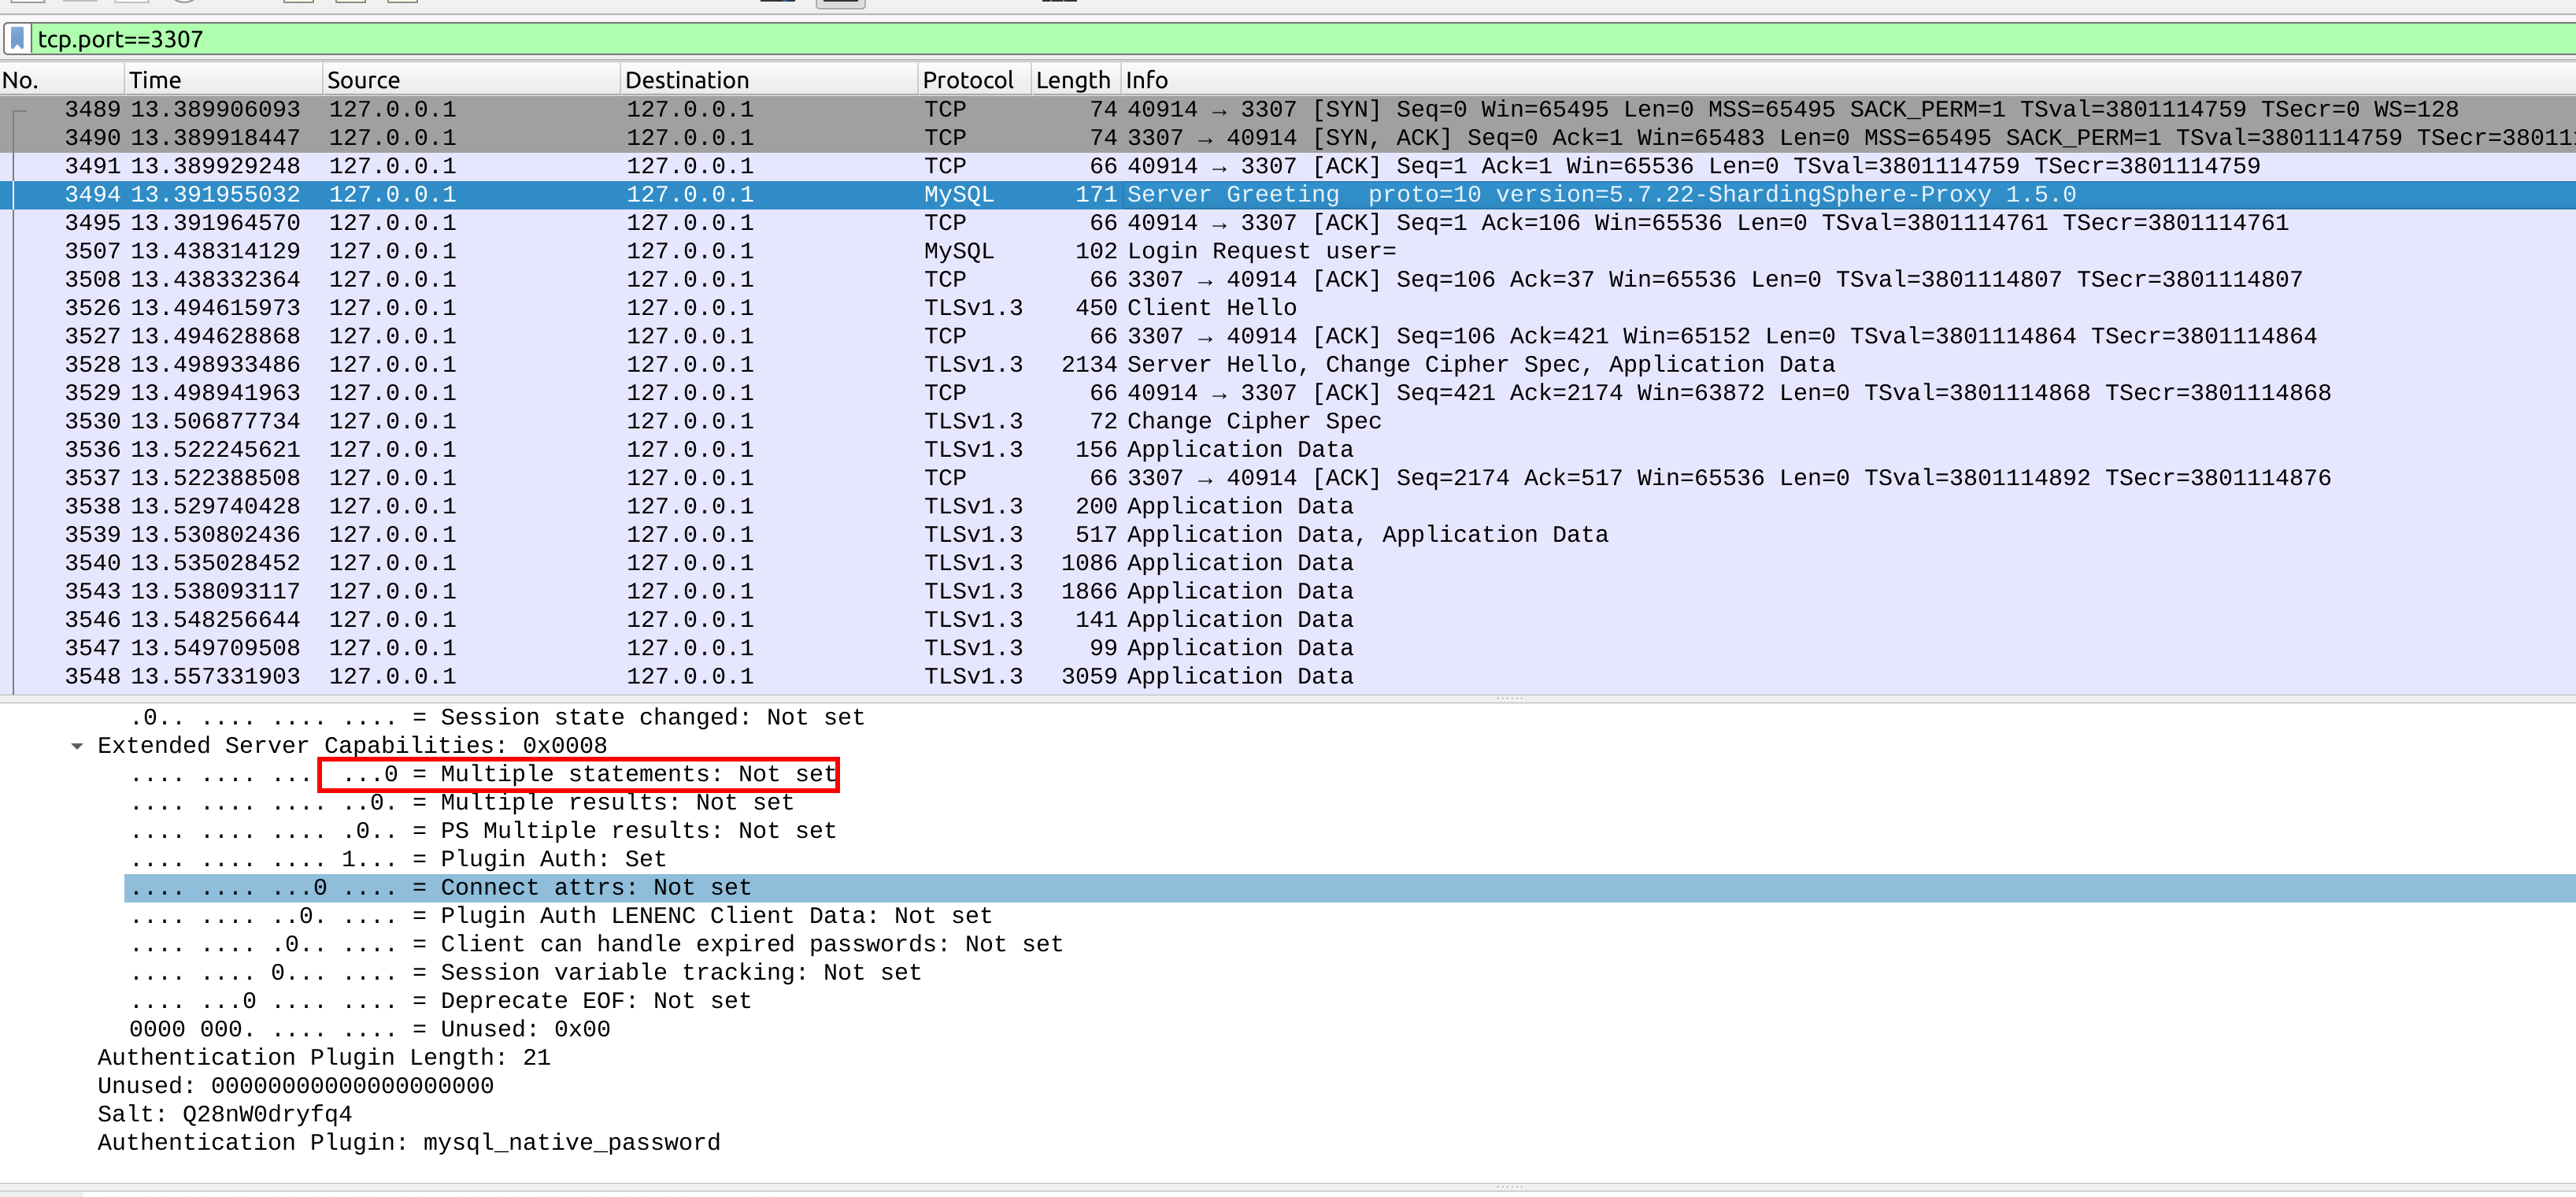 tcp.port==3307
No. Time Source Destination Protocol Length Info
3489 13.389906093 127.0.0.1 127.0.0.1 TCP 74 40914 → 3307 [SYN] Seq=0 Win=65495 Len=0 MSS=65495 SACK_PERM=1 TSval=3801114759 TSecr=0 WS=128
3490 13.389918447 127.0.0.1 127.0.0.1 TCP 74 3307 → 40914 [SYN, ACK] Seq=0 Ack=1 Win=65483 Len=0 MSS=65495 SACK_PERM=1 TSval=3801114759 TSecr=38011
3491 13.389929248 127.0.0.1 127.0.0.1 TCP 66 40914 → 3307 [ACK] Seq=1 Ack=1 Win=65536 Len=0 TSval=3801114759 TSecr=3801114759
3494 13.391955032 127.0.0.1 127.0.0.1 MySQL 171 Server Greeting proto=10 version=5.7.22-ShardingSphere-Proxy 1.5.0
3495 13.391964570 127.0.0.1 127.0.0.1 TCP 66 40914 → 3307 [ACK] Seq=1 Ack=106 Win=65536 Len=0 TSval=3801114761 TSecr=3801114761
3507 13.438314129 127.0.0.1 127.0.0.1 MySQL 102 Login Request user=
3508 13.438332364 127.0.0.1 127.0.0.1 TCP 66 3307 → 40914 [ACK] Seq=106 Ack=37 Win=65536 Len=0 TSval=3801114807 TSecr=3801114807
3526 13.494615973 127.0.0.1 127.0.0.1 TLSv1.3 450 Client Hello
3527 13.494628868 127.0.0.1 127.0.0.1 TCP 66 3307 → 40914 [ACK] Seq=106 Ack=421 Win=65152 Len=0 TSval=3801114864 TSecr=3801114864
3528 13.498933486 127.0.0.1 127.0.0.1 TLSv1.3 2134 Server Hello, Change Cipher Spec, Application Data
3529 13.498941963 127.0.0.1 127.0.0.1 TCP 66 40914 → 3307 [ACK] Seq=421 Ack=2174 Win=63872 Len=0 TSval=3801114868 TSecr=3801114868
3530 13.506877734 127.0.0.1 127.0.0.1 TLSv1.3 72 Change Cipher Spec
3536 13.522245621 127.0.0.1 127.0.0.1 TLSv1.3 156 Application Data
3537 13.522388508 127.0.0.1 127.0.0.1 TCP 66 3307 → 40914 [ACK] Seq=2174 Ack=517 Win=65536 Len=0 TSval=3801114892 TSecr=3801114876
3538 13.529740428 127.0.0.1 127.0.0.1 TLSv1.3 200 Application Data
3539 13.530802436 127.0.0.1 127.0.0.1 TLSv1.3 517 Application Data, Application Data
3540 13.535028452 127.0.0.1 127.0.0.1 TLSv1.3 1086 Application Data
3543 13.538093117 127.0.0.1 127.0.0.1 TLSv1.3 1866 Application Data
3546 13.548256644 127.0.0.1 127.0.0.1 TLSv1.3 141 Application Data
3547 13.549709508 127.0.0.1 127.0.0.1 TLSv1.3 99 Application Data
3548 13.557331903 127.0.0.1 127.0.0.1 TLSv1.3 3059 Application Data
.0.. .... .... .... = Session state changed: Not set
Extended Server Capabilities: 0x0008
.... .... ... ...0 = Multiple statements: Not set
.... .... .... ..0. = Multiple results: Not set
.... .... .... .0.. = PS Multiple results: Not set
.... .... .... 1... = Plugin Auth: Set
.... .... ...0 .... = Connect attrs: Not set
.... .... ..0. .... = Plugin Auth LENENC Client Data: Not set
.... .... .0.. .... = Client can handle expired passwords: Not set
.... .... 0... .... = Session variable tracking: Not set
.... ...0 .... .... = Deprecate EOF: Not set
0000 000. .... .... = Unused: 0x00
Authentication Plugin Length: 21
Unused: 00000000000000000000
Salt: Q28nW0dryfq4
Authentication Plugin: mysql_native_password